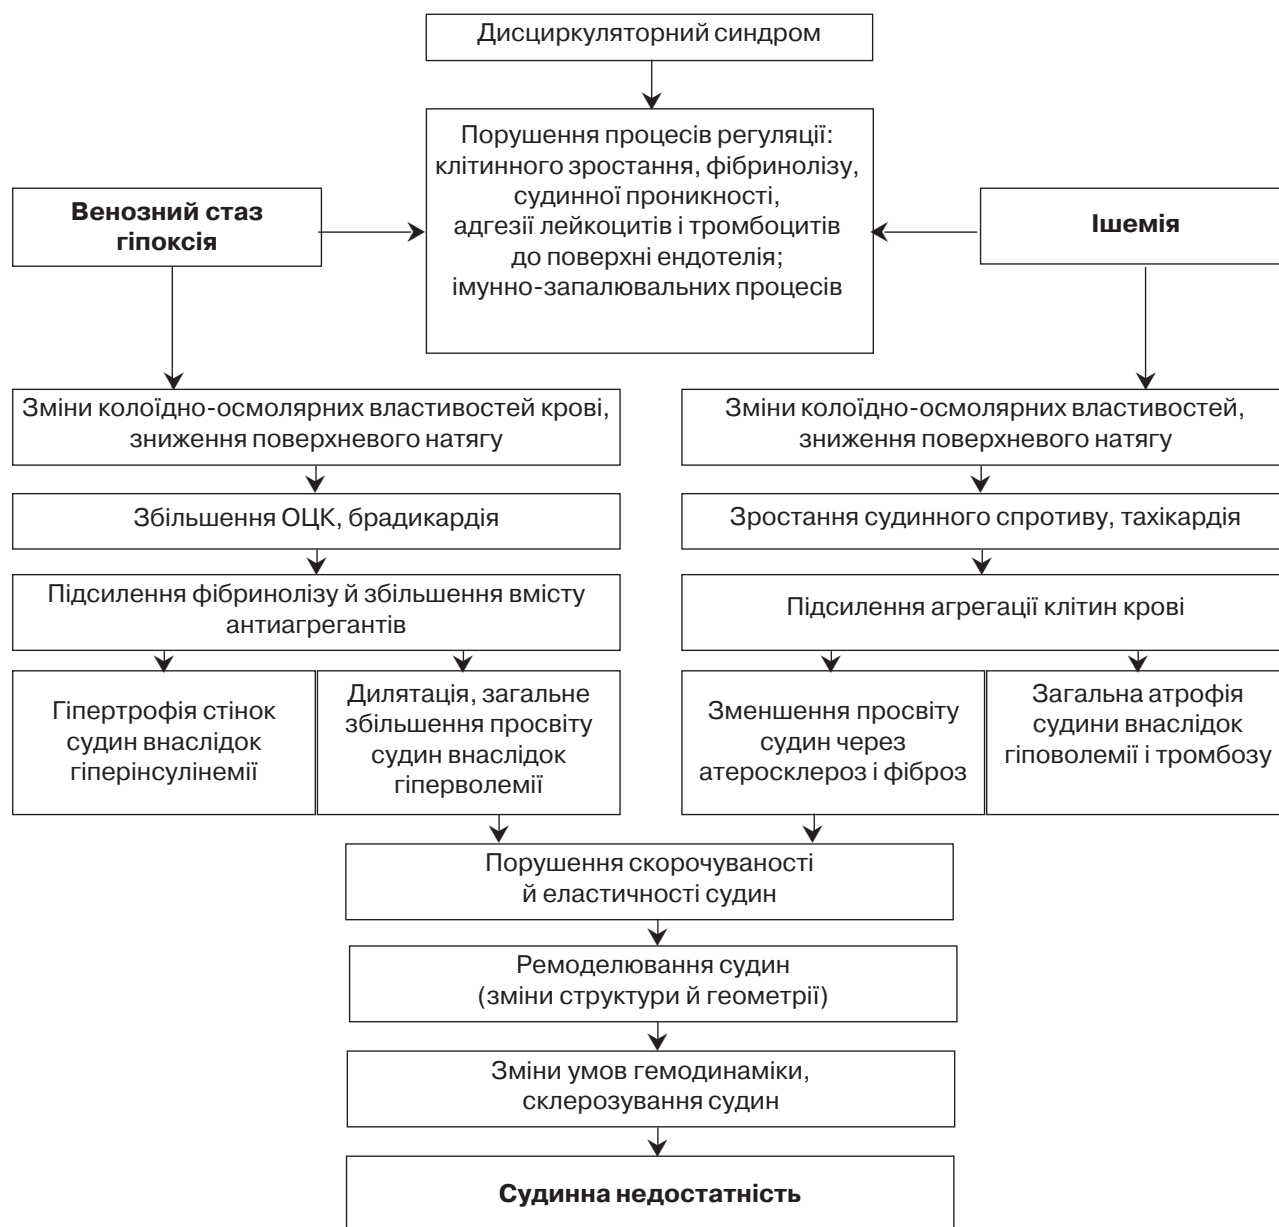 Дисциркуляторний синдром
Порушення процесів регуляції:
клітинного зростання, фібринолізу,
судинної проникності,
адгезії лейкоцитів і тромбоцитів
до поверхні ендотелія;
імунно-запалювальних процесів
Венозний стаз
гіпоксія
Ішемія
Зміни колоїдно-осмолярних властивостей крові,
зниження поверхневого натягу
Зміни колоїдно-осмолярних властивостей,
зниження поверхневого натягу
Збільшення ОЦК, брадикардія
Зростання судинного спротиву, тахікардія
Підсилення фібринолізу й збільшення вмісту
антиагрегантів
Підсилення агрегації клітин крові
Гіпертрофія стінок
судин внаслідок
гіперінсулінемії
Дилятація, загальне
збільшення просвіту
судин внаслідок
гіперволемії
Зменшення просвіту
судин через
атеросклероз і фіброз
Загальна атрофія
судини внаслідок
гіповолемії і тромбозу
Порушення скорочуваності
й еластичності судин
Ремоделювання судин
(зміни структури й геометрії)
Зміни умов гемодинаміки,
склерозування судин
Судинна недостатність